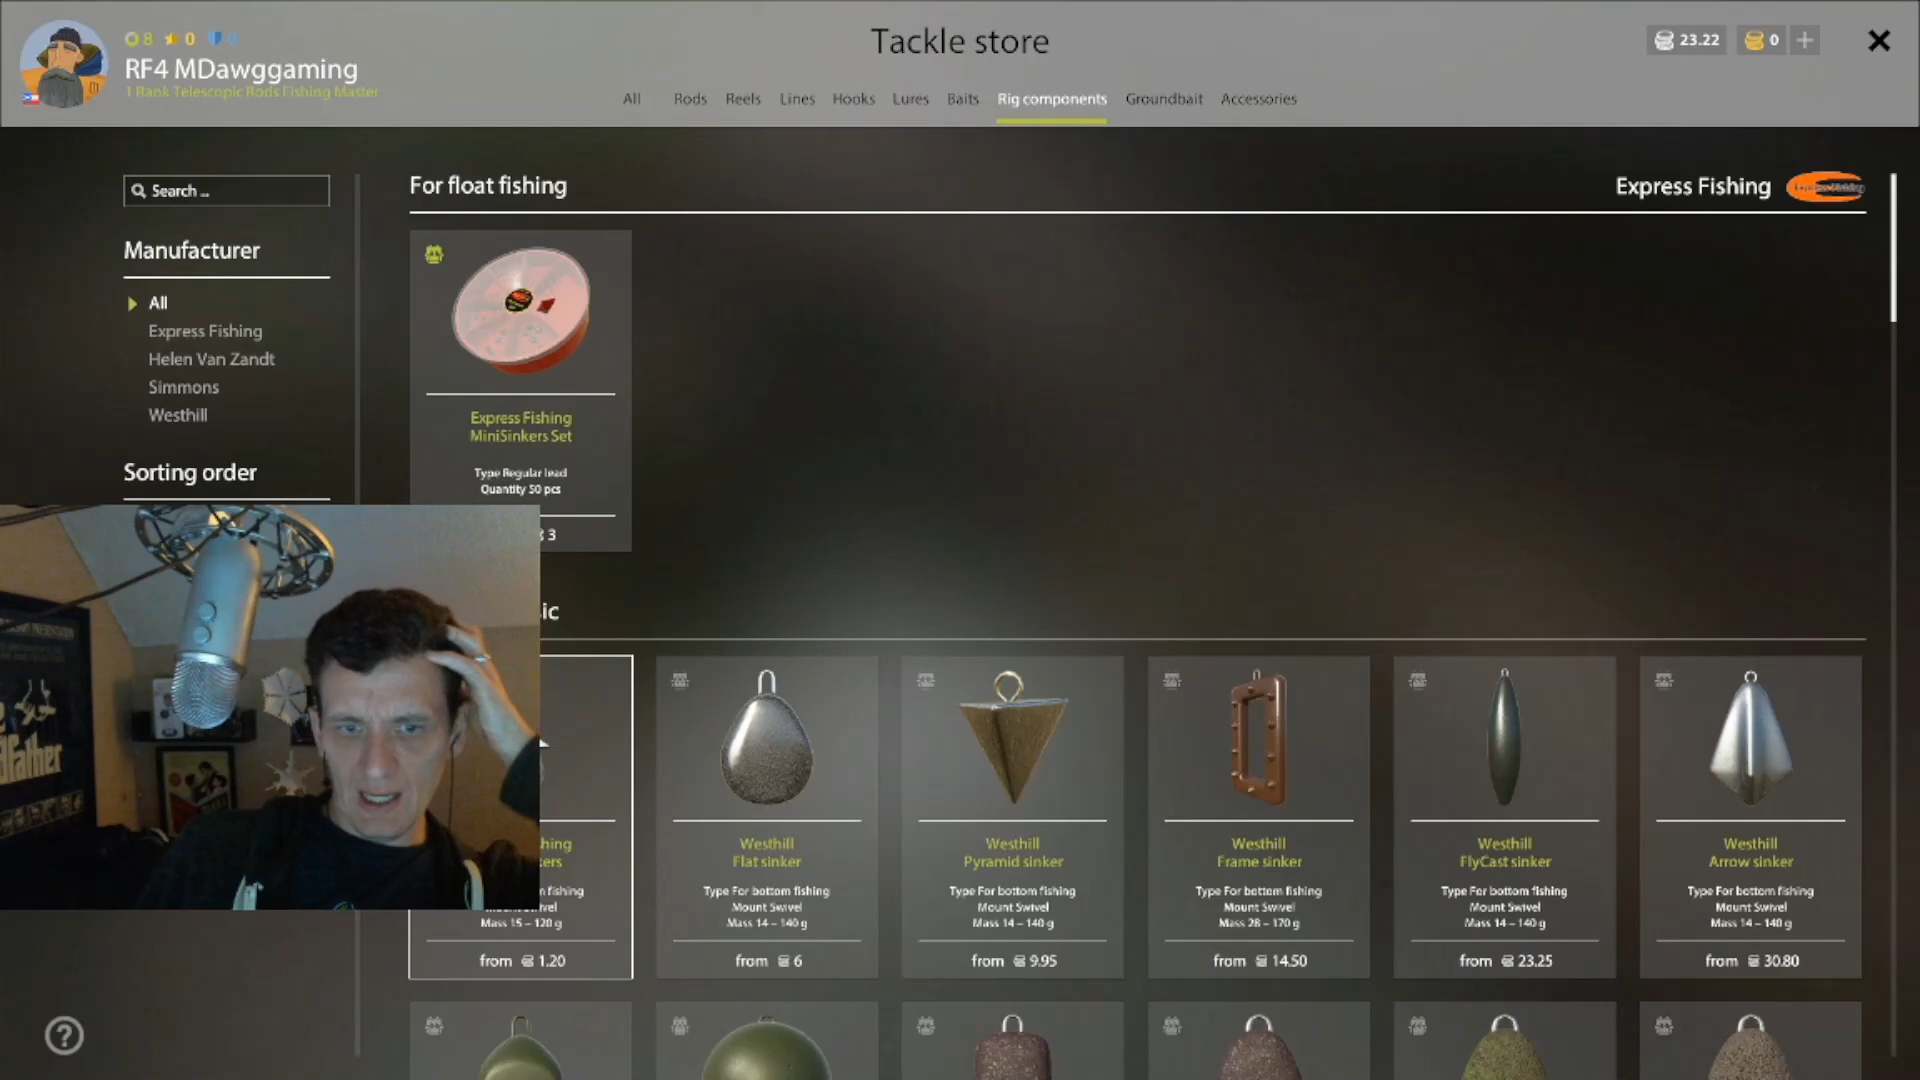 8 0 0
RF4 MDawggaming
1 Rank Telescopic Rods Fishing Master
Tackle store
23.22 0
All Rods Reels Lines Hooks Lures Baits Rig components Groundbait Accessories
Search ...
Manufacturer
All
Express Fishing
Helen Van Zandt
Simmons
Westhill
Sorting order
For float fishing
Express Fishing
Express Fishing
MiniSinkers Set
Type Regular lead
Quantity 50 pcs
3
ic
hing
ers
n fishing
Mount Swivel
Mass 15 – 120 g
from 1.20
Westhill
Flat sinker
Type For bottom fishing
Mount Swivel
Mass 14 – 140 g
from 6
Westhill
Pyramid sinker
Type For bottom fishing
Mount Swivel
Mass 14 – 140 g
from 9.95
Westhill
Frame sinker
Type For bottom fishing
Mount Swivel
Mass 28 – 170 g
from 14.50
Westhill
FlyCast sinker
Type For bottom fishing
Mount Swivel
Mass 14 – 140 g
from 23.25
Westhill
Arrow sinker
Type For bottom fishing
Mount Swivel
Mass 14 – 140 g
from 30.80
dfather
?